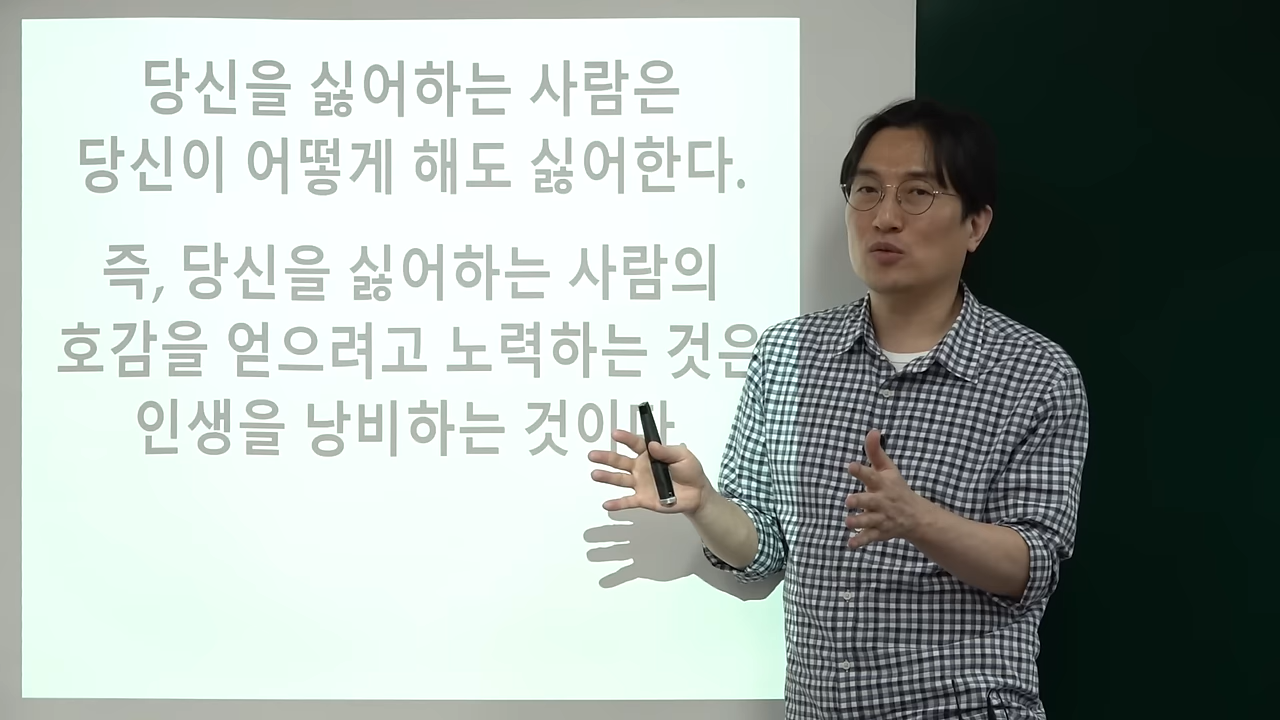 당신을 싫어하는 사람은
당신이 어떻게 해도 싫어한다.
즉, 당신을 싫어하는 사람의
호감을 얻으려고 노력하는 것은
인생을 낭비하는 것이다